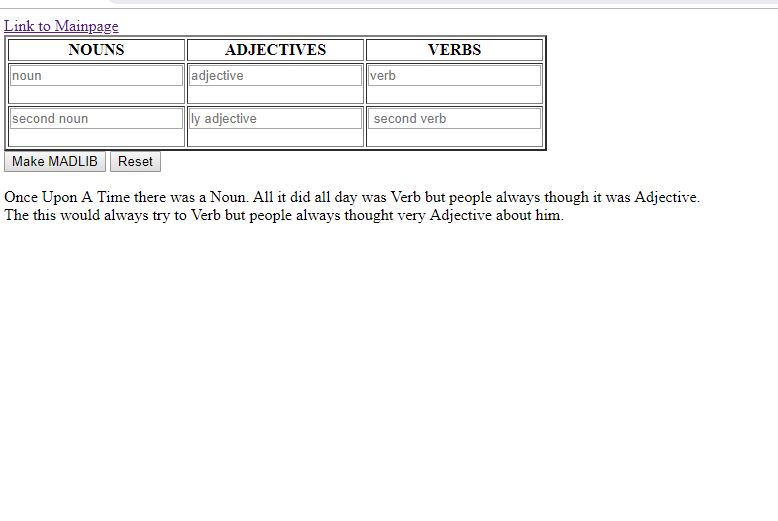 Link to Mainpage
NOUNS ADJECTIVES VERBS
noun adjective verb
second noun ly adjective second verb
Make MADLIB Reset
Once Upon A Time there was a Noun. All it did all day was Verb but people always though it was Adjective.
The this would always try to Verb but people always thought very Adjective about him.